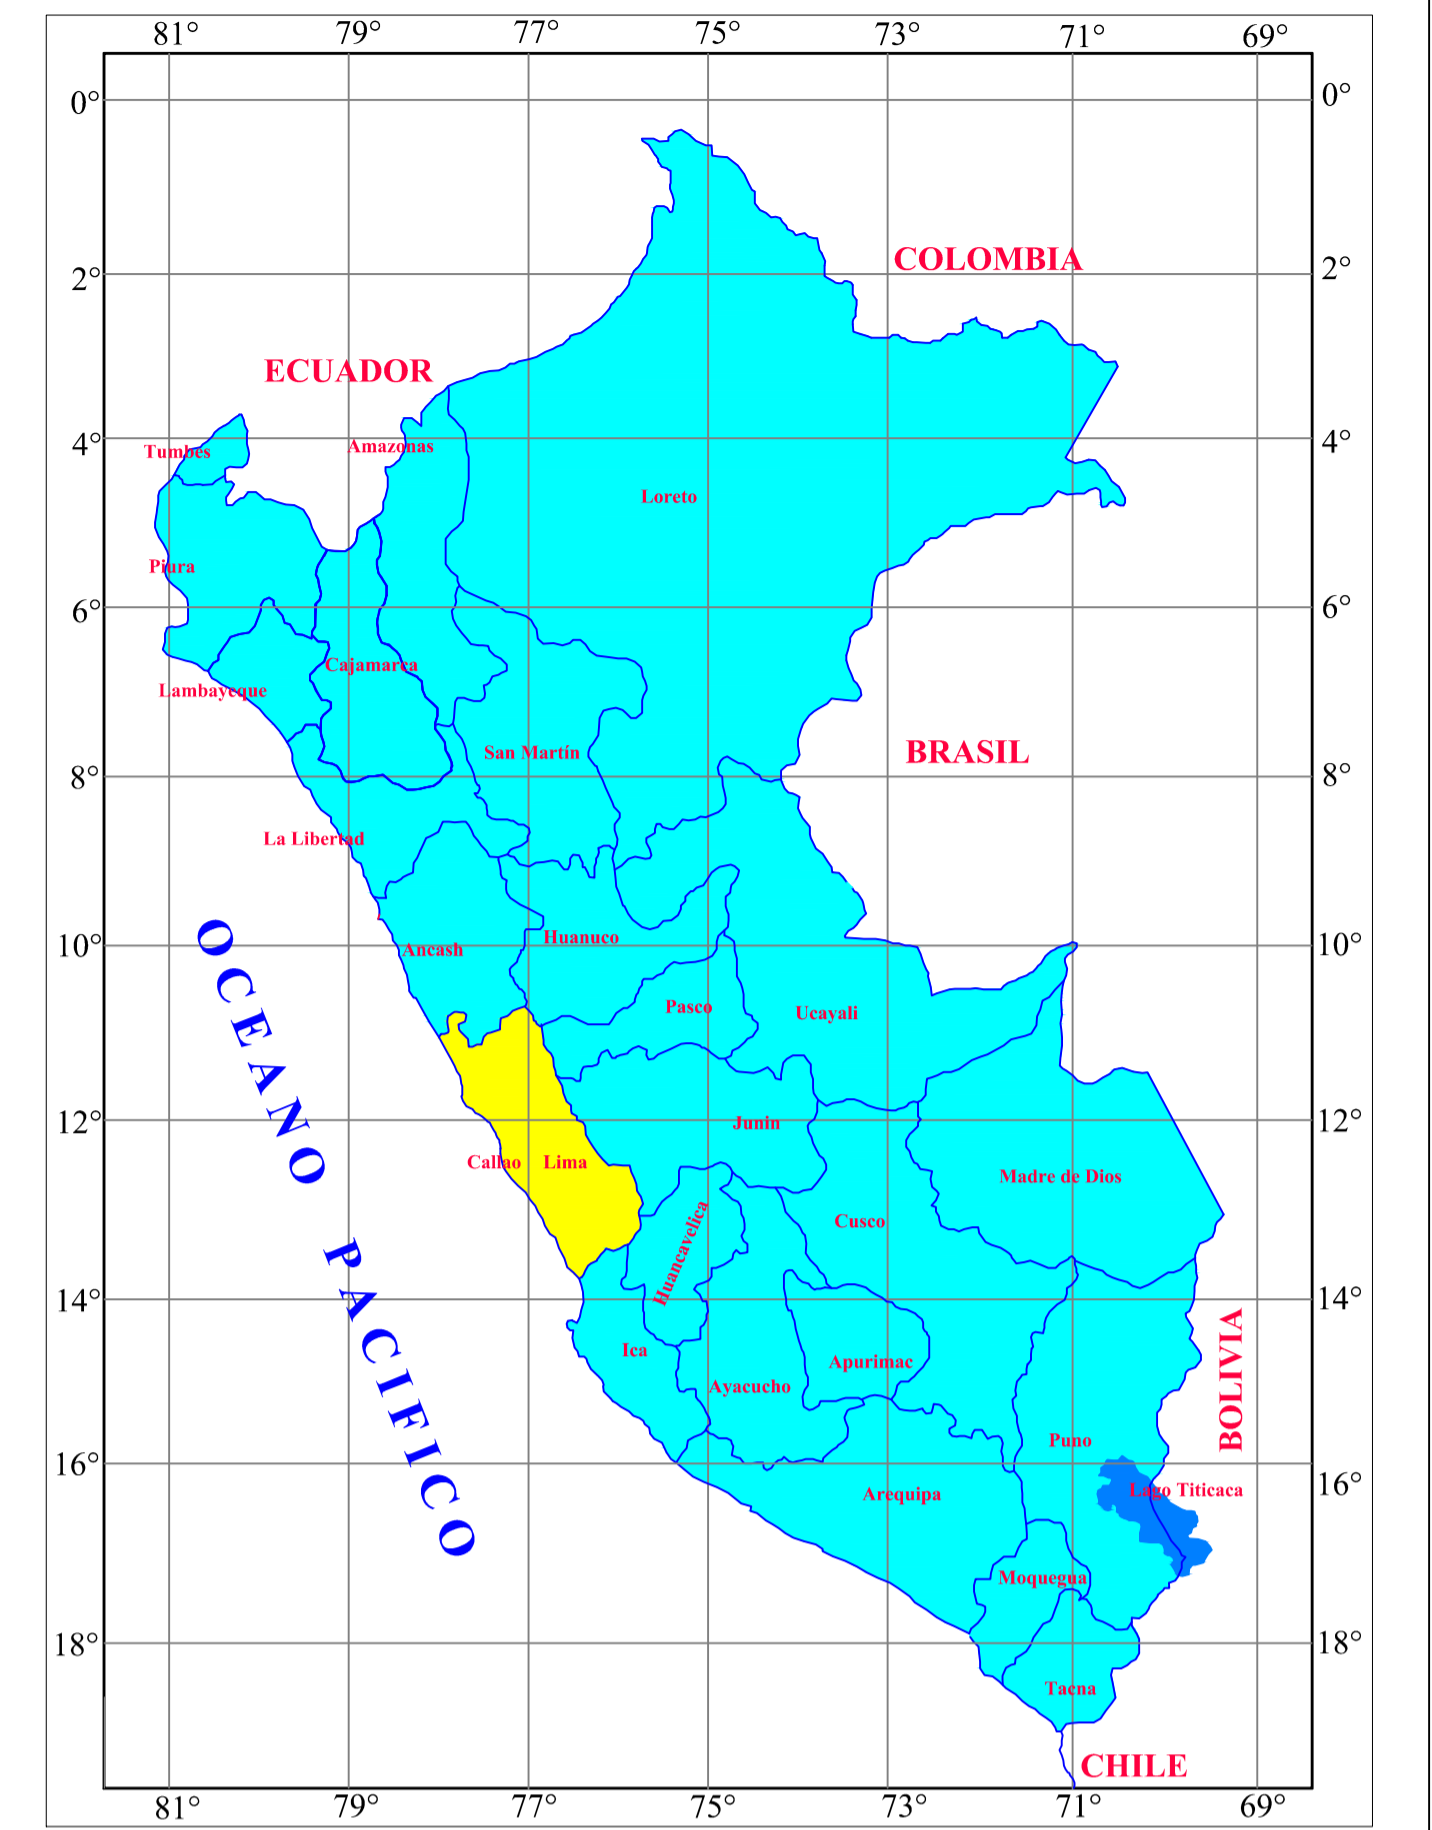 81° 79° 77° 75° 73° 71° 69°
0° 0°
COLOMBIA
2° 2°
ECUADOR
4° 4°
Tumbes
Amazonas
Loreto
Piura
6° 6°
Cajamarca
Lambayeque
San Martín
BRASIL
8° 8°
La Libertad
Huanuco
Ancash
10° 10°
Pasco
Ucayali
12° 12°
Junin
Callao Lima
Madre de Dios
Cusco
Huancavelica
14° 14°
Ica
Apurimac
Ayacucho
BOLIVIA
Puno
16° 16°
Lago Titicaca
Arequipa
OCEANO PACIFICO
Moquegua
18° 18°
Tacna
CHILE
81° 79° 77° 75° 73° 71° 69°